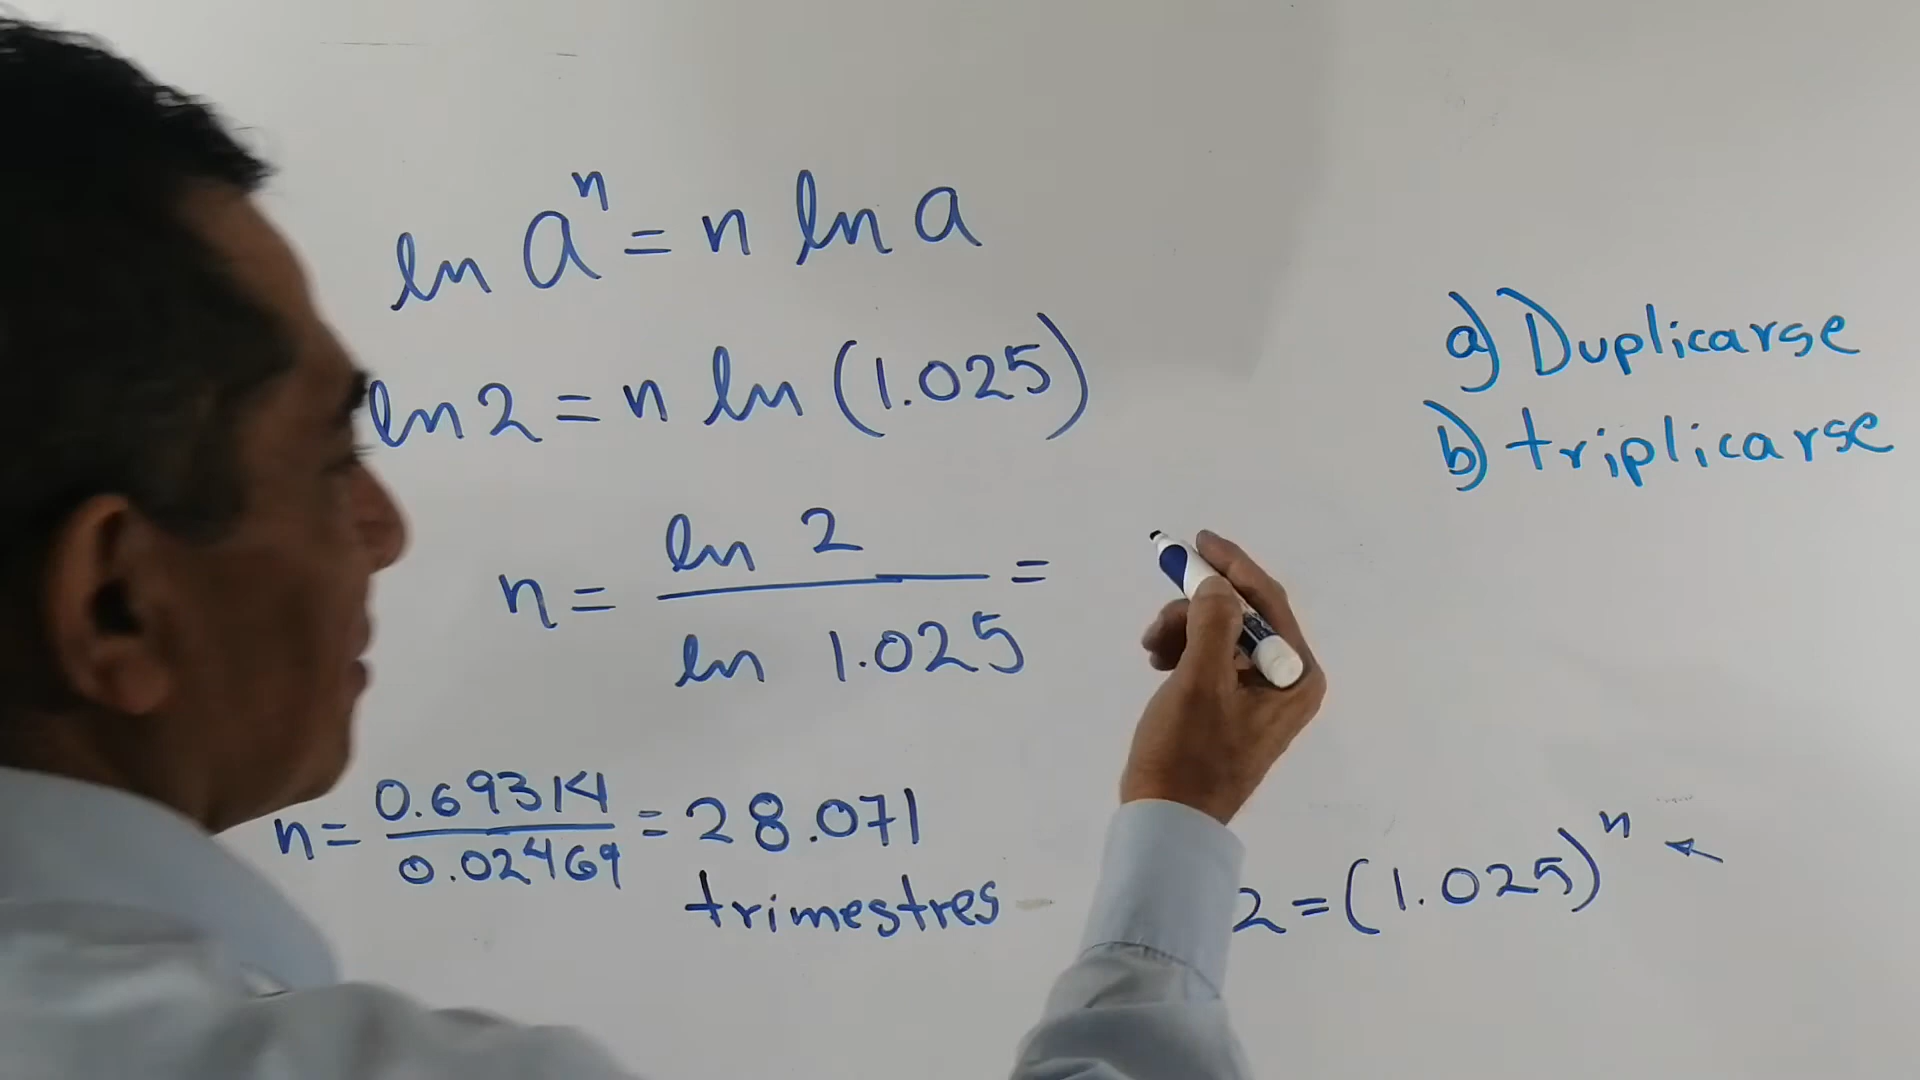 ln aⁿ = n ln a
ln 2 = n ln (1.025)
n = ln 2 / ln 1.025 =
n = 0.69314 / 0.02469 = 28.071
trimestres
a) Duplicarse
b) triplicarse
2 = (1.025)ⁿ ←